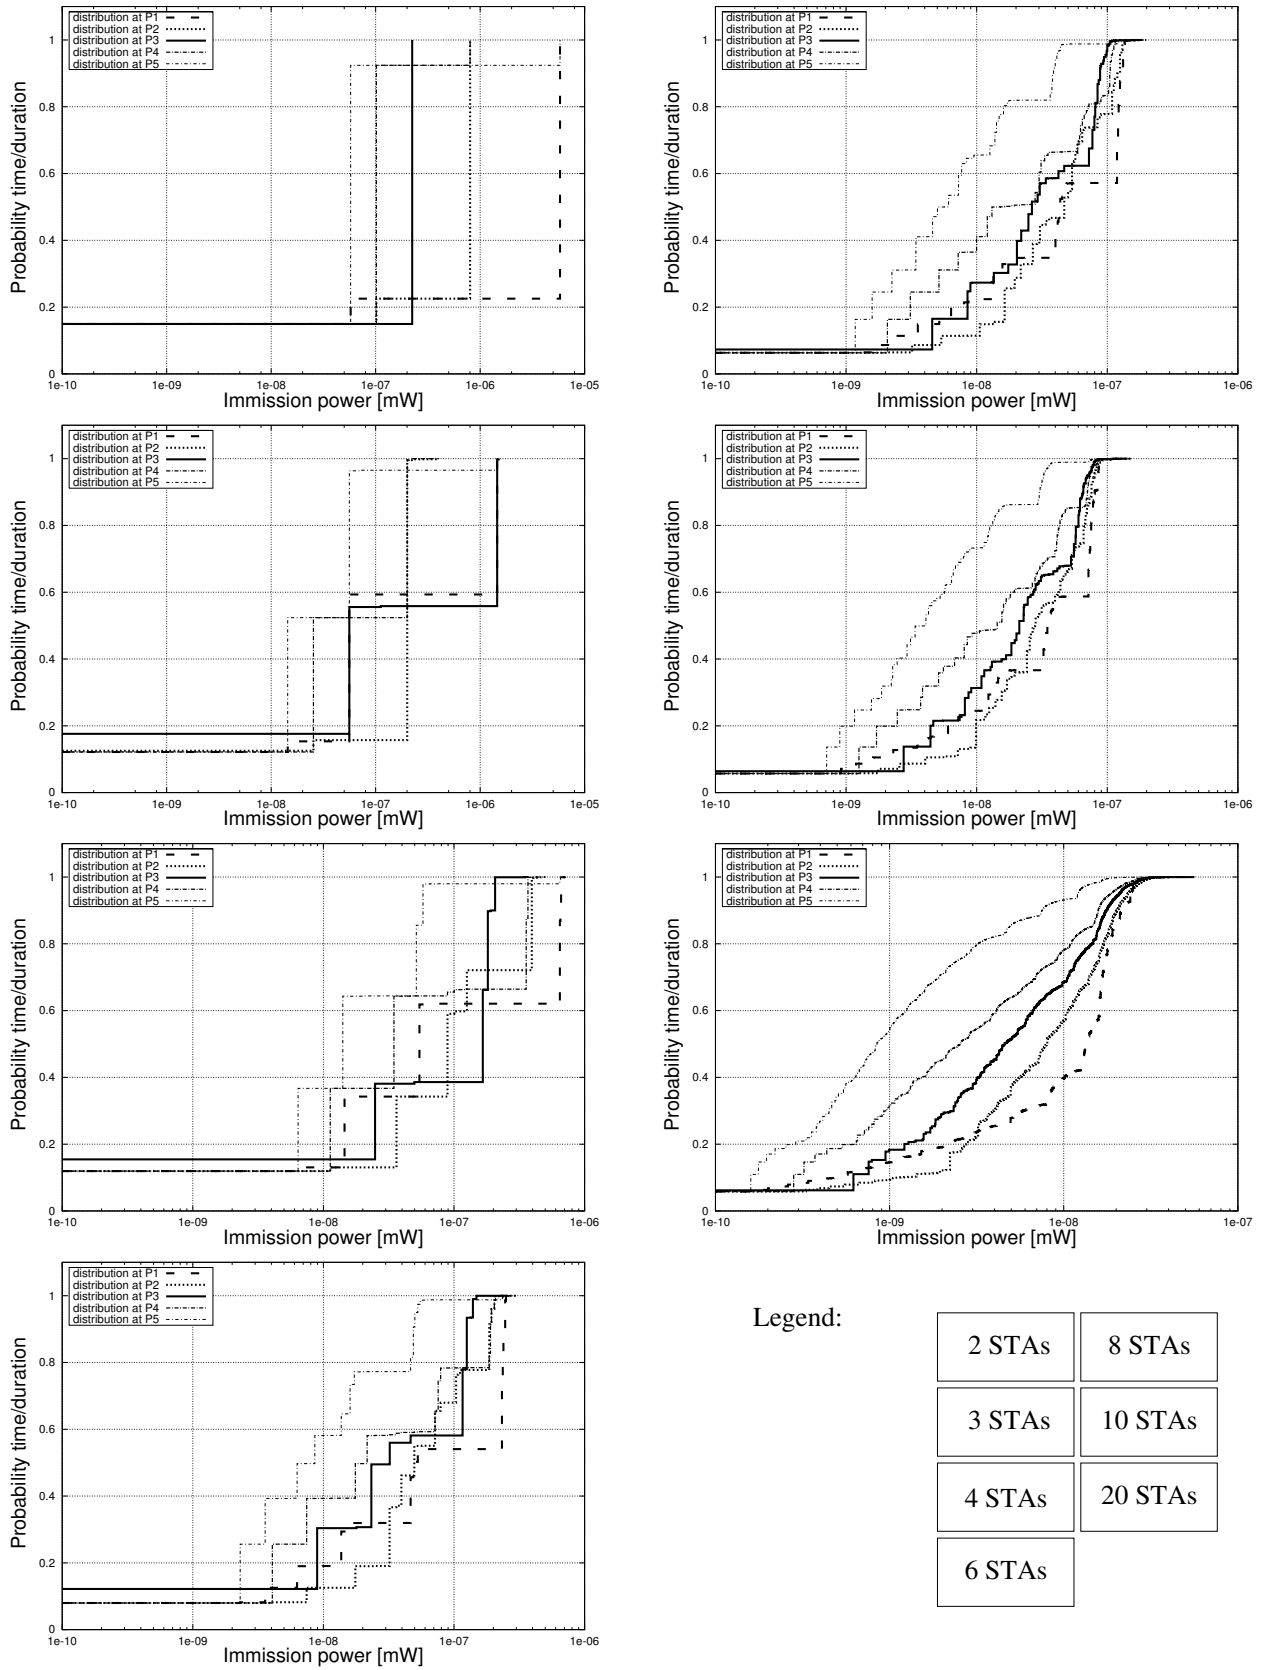 distribution at P1
distribution at P2
distribution at P3
distribution at P4
distribution at P5
Probability time/duration
1
0.8
0.6
0.4
0.2
0
1e-10 1e-09 1e-08 1e-07 1e-06 1e-05
Immission power [mW]
distribution at P1
distribution at P2
distribution at P3
distribution at P4
distribution at P5
Probability time/duration
1
0.8
0.6
0.4
0.2
0
1e-10 1e-09 1e-08 1e-07 1e-06
Immission power [mW]
distribution at P1
distribution at P2
distribution at P3
distribution at P4
distribution at P5
Probability time/duration
1
0.8
0.6
0.4
0.2
0
1e-10 1e-09 1e-08 1e-07 1e-06 1e-05
Immission power [mW]
distribution at P1
distribution at P2
distribution at P3
distribution at P4
distribution at P5
Probability time/duration
1
0.8
0.6
0.4
0.2
0
1e-10 1e-09 1e-08 1e-07 1e-06
Immission power [mW]
distribution at P1
distribution at P2
distribution at P3
distribution at P4
distribution at P5
Probability time/duration
1
0.8
0.6
0.4
0.2
0
1e-10 1e-09 1e-08 1e-07 1e-06
Immission power [mW]
distribution at P1
distribution at P2
distribution at P3
distribution at P4
distribution at P5
Probability time/duration
1
0.8
0.6
0.4
0.2
0
1e-10 1e-09 1e-08 1e-07
Immission power [mW]
distribution at P1
distribution at P2
distribution at P3
distribution at P4
distribution at P5
Probability time/duration
1
0.8
0.6
0.4
0.2
0
1e-10 1e-09 1e-08 1e-07 1e-06
Immission power [mW]
Legend:
2 STAs 8 STAs
3 STAs 10 STAs
4 STAs 20 STAs
6 STAs